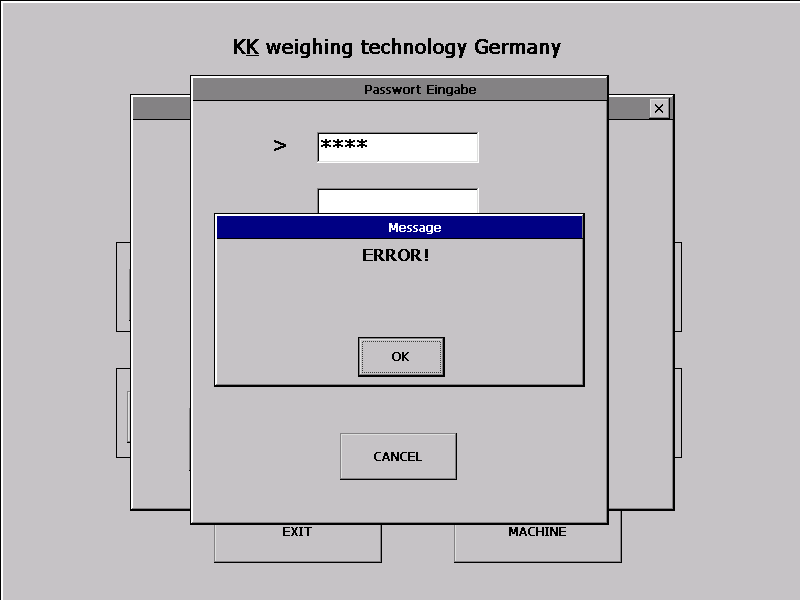 KK weighing technology Germany
Passwort Eingabe
> ****
Message
ERROR!
OK
CANCEL
EXIT
MACHINE